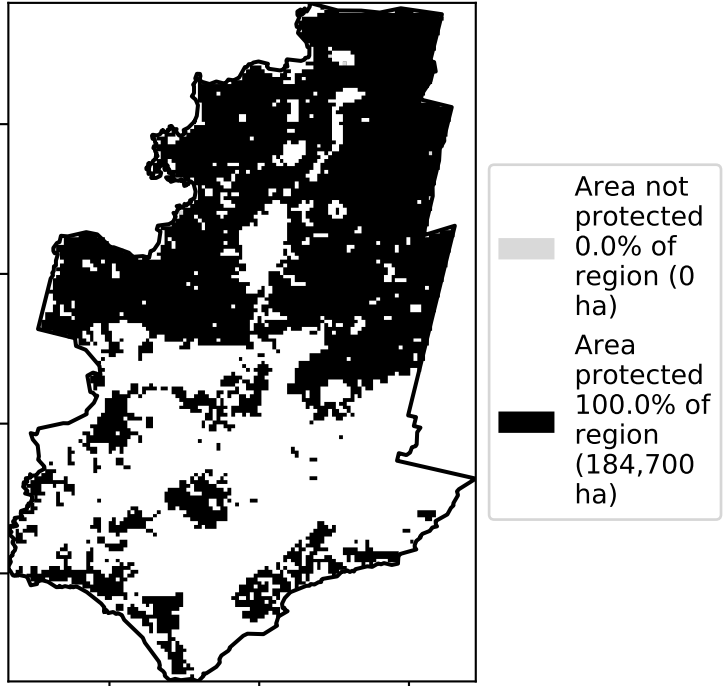 Area not
protected
0.0% of
region (0
ha)
Area
protected
100.0% of
region
(184,700
ha)